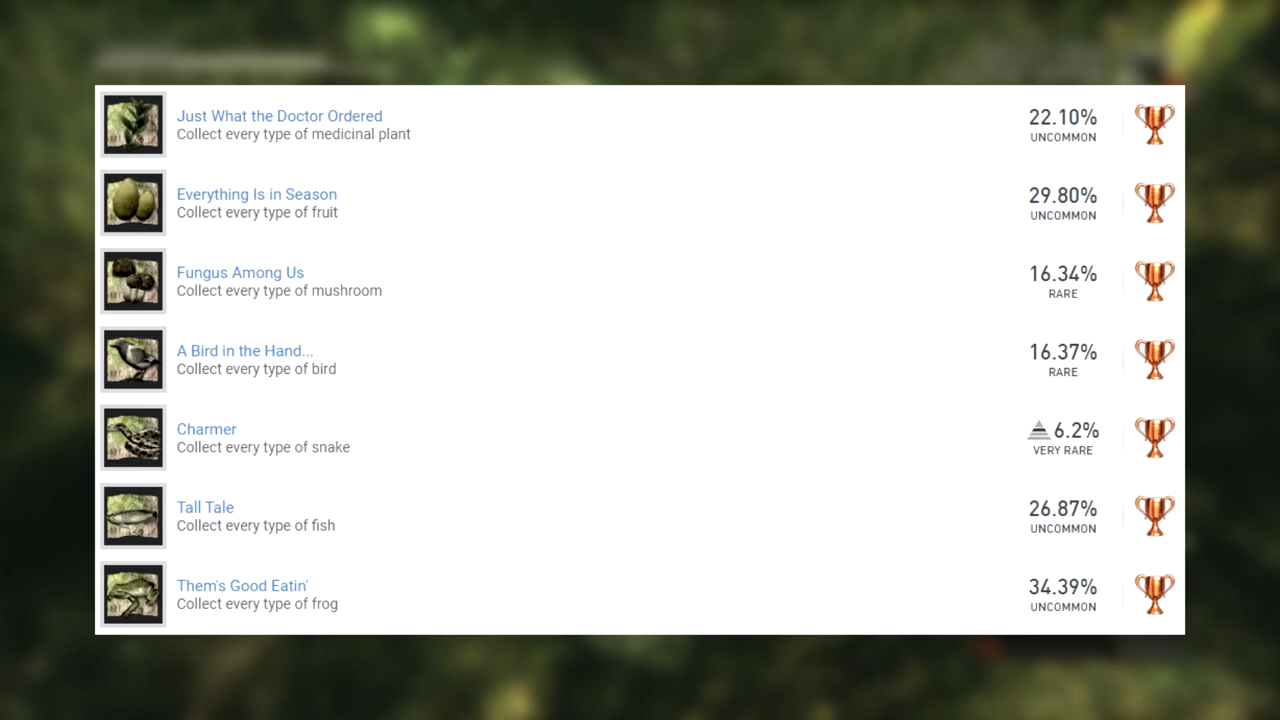 Just What the Doctor Ordered
Collect every type of medicinal plant
22.10%
UNCOMMON
Everything Is in Season
Collect every type of fruit
29.80%
UNCOMMON
Fungus Among Us
Collect every type of mushroom
16.34%
RARE
A Bird in the Hand...
Collect every type of bird
16.37%
RARE
Charmer
Collect every type of snake
6.2%
VERY RARE
Tall Tale
Collect every type of fish
26.87%
UNCOMMON
Them's Good Eatin'
Collect every type of frog
34.39%
UNCOMMON